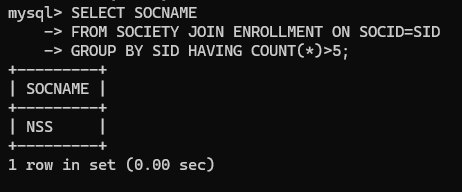 mysql> SELECT SOCNAME
    -> FROM SOCIETY JOIN ENROLLMENT ON SOCID=SID
    -> GROUP BY SID HAVING COUNT(*)>5;
+---------+
| SOCNAME |
+---------+
| NSS     |
+---------+
1 row in set (0.00 sec)